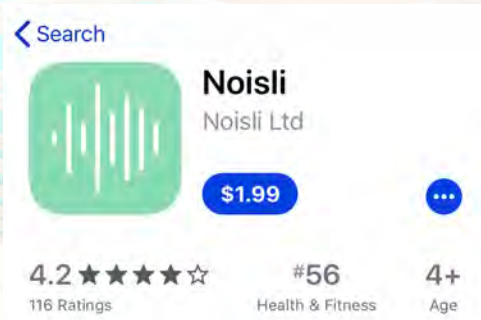 Search
Noisli
Noisli Ltd
$1.99
4.2
#56
4+
116 Ratings
Health & Fitness
Age